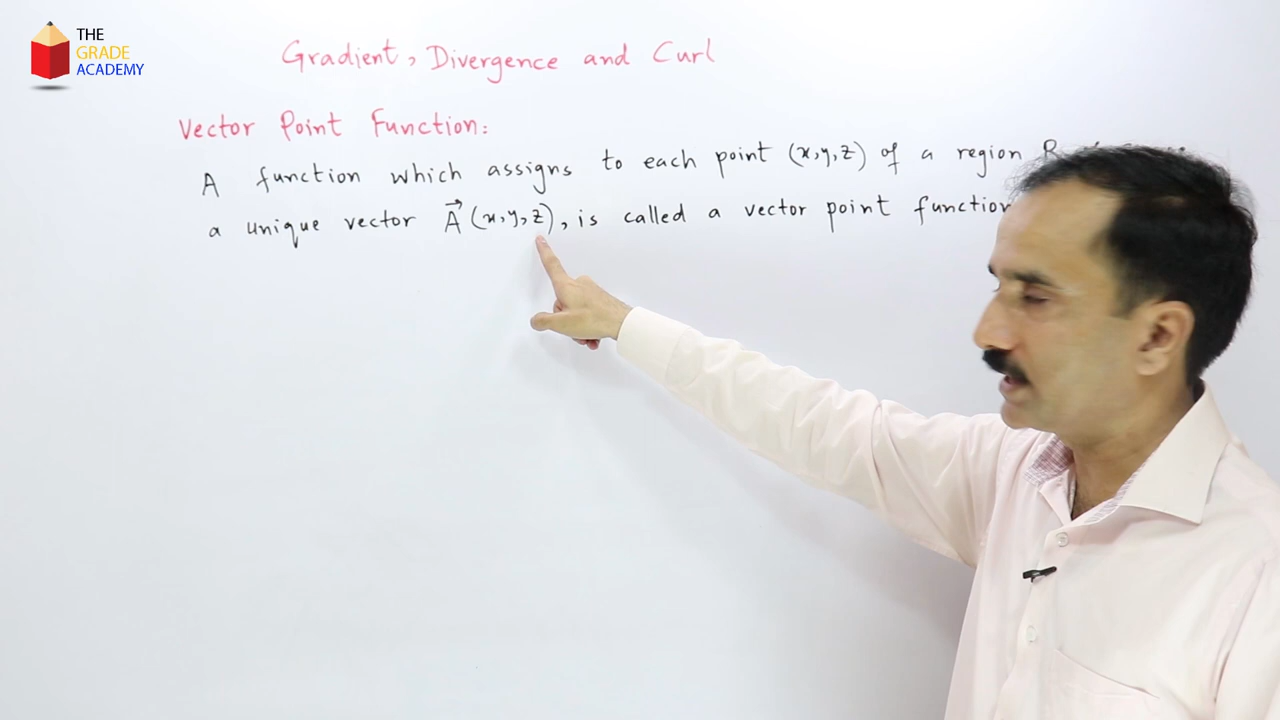 THE
GRADE
ACADEMY
Gradient, Divergence and Curl
Vector Point Function:
A function which assigns to each point (x,y,z) of a region
a unique vector A⃗ (x,y,z), is called a vector point function